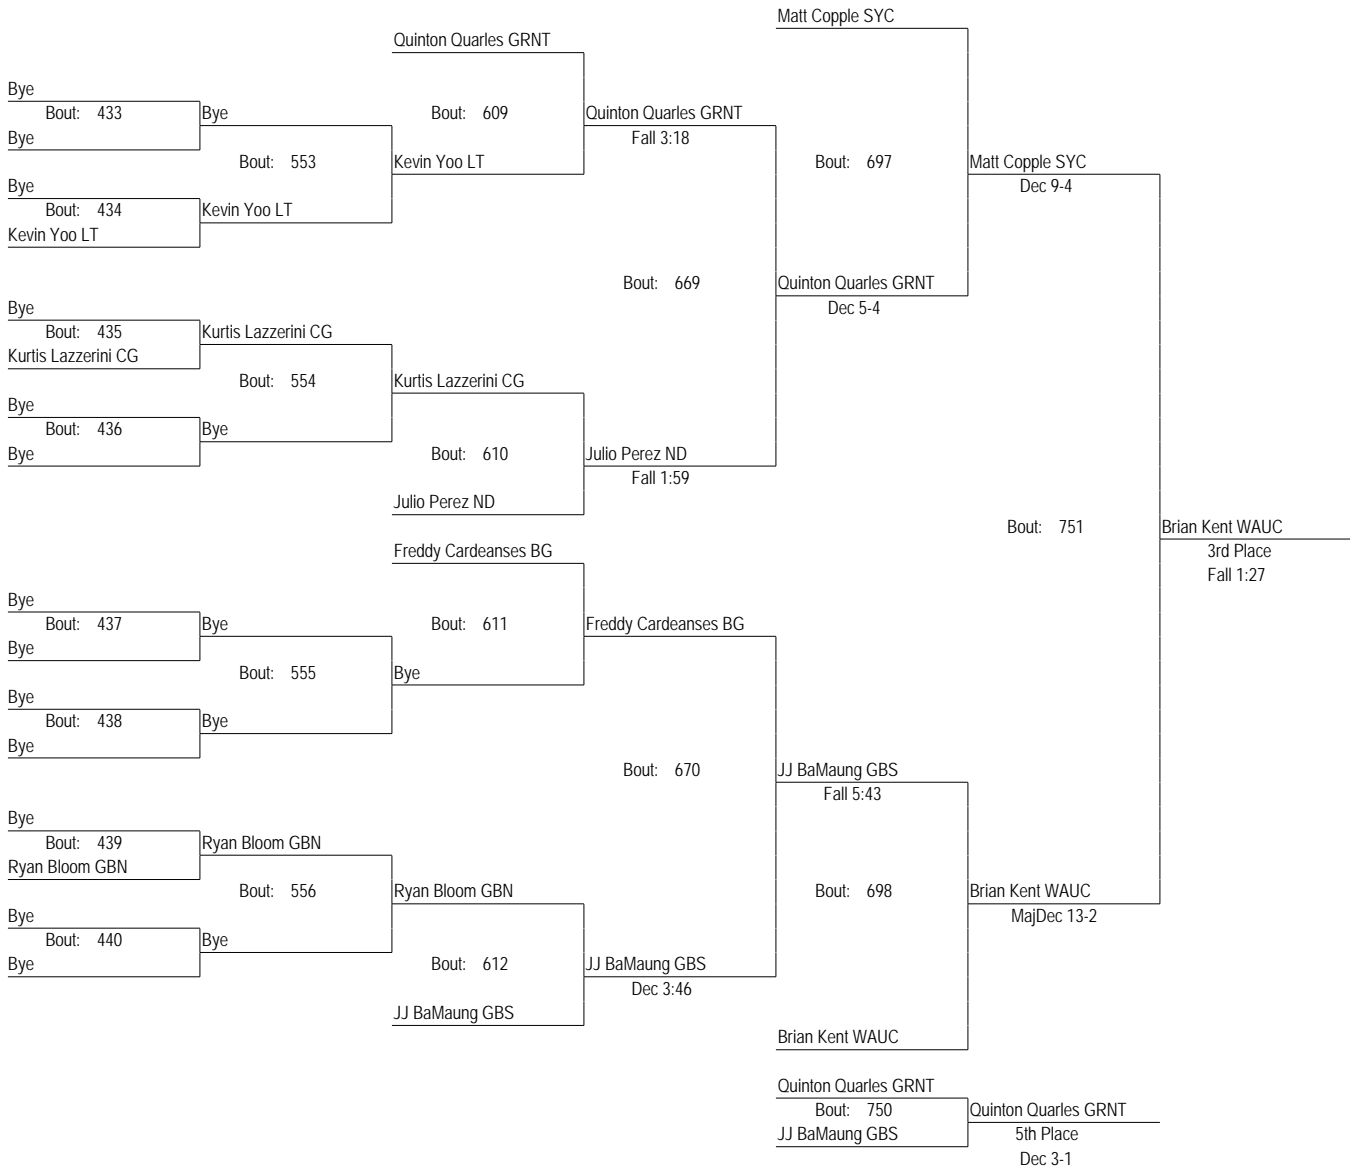 Matt Copple SYC
Quinton Quarles GRNT
Bye
Bout: 433
Bye
Bout: 609
Quinton Quarles GRNT
Bye
Fall 3:18
Bout: 553
Kevin Yoo LT
Bout: 697
Matt Copple SYC
Bye
Dec 9-4
Bout: 434
Kevin Yoo LT
Kevin Yoo LT
Bout: 669
Quinton Quarles GRNT
Bye
Dec 5-4
Bout: 435
Kurtis Lazzerini CG
Kurtis Lazzerini CG
Bout: 554
Kurtis Lazzerini CG
Bye
Bout: 436
Bye
Bye
Bout: 610
Julio Perez ND
Fall 1:59
Julio Perez ND
Bout: 751
Brian Kent WAUC
Freddy Cardeanses BG
3rd Place
Fall 1:27
Bye
Bout: 437
Bye
Bout: 611
Freddy Cardeanses BG
Bye
Bout: 555
Bye
Bye
Bout: 438
Bye
Bye
Bout: 670
JJ BaMaung GBS
Fall 5:43
Bye
Bout: 439
Ryan Bloom GBN
Ryan Bloom GBN
Bout: 556
Ryan Bloom GBN
Bout: 698
Brian Kent WAUC
Bye
MajDec 13-2
Bout: 440
Bye
Bye
Bout: 612
JJ BaMaung GBS
Dec 3:46
JJ BaMaung GBS
Brian Kent WAUC
Quinton Quarles GRNT
Bout: 750
Quinton Quarles GRNT
JJ BaMaung GBS
5th Place
Dec 3-1